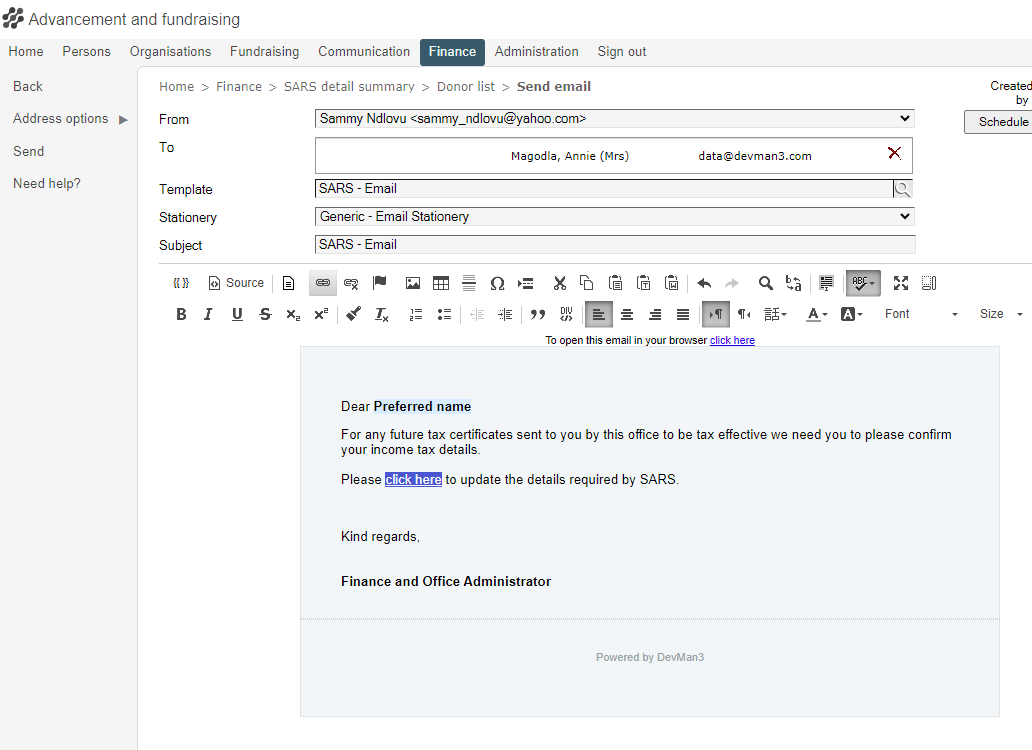 Advancement and fundraising
Home Persons Organisations Fundraising Communication Finance Administration Sign out
Back
Address options
Send
Need help?
Home > Finance > SARS detail summary > Donor list > Send email
Created
by
Schedule
From Sammy Ndlovu <sammy_ndlovu@yahoo.com>
To Magodla, Annie (Mrs) data@devman3.com
Template SARS - Email
Stationery Generic - Email Stationery
Subject SARS - Email
{{}} Source Ω ABC
B I U S x₂ x² Tx DIV Font Size
To open this email in your browser click here
Dear Preferred name
For any future tax certificates sent to you by this office to be tax effective we need you to please confirm
your income tax details.
Please click here to update the details required by SARS.
Kind regards,
Finance and Office Administrator
Powered by DevMan3